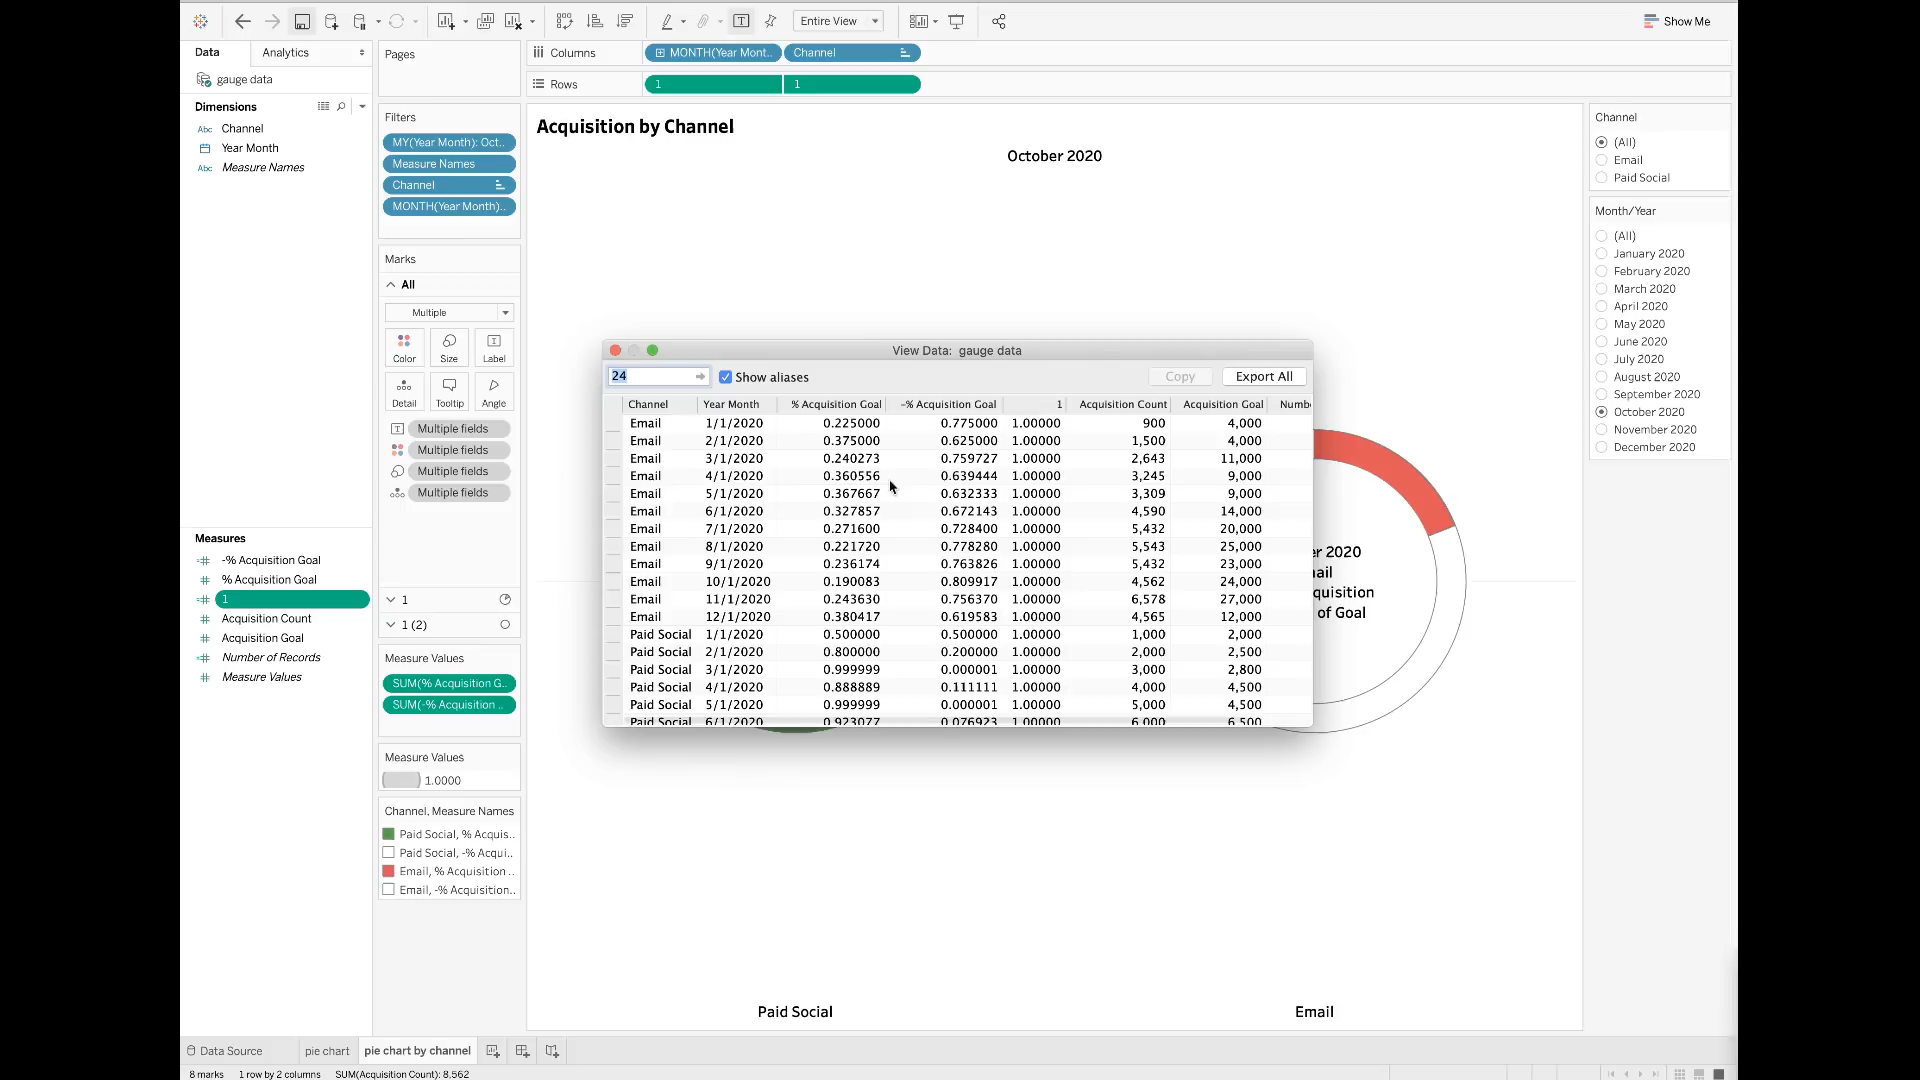 Entire View
Show Me
Data
Analytics
Pages
Columns
MONTH(Year Mont..
Channel
gauge data
Rows
1
1
Dimensions
Channel
Year Month
Measure Names
Abc
Abc
Filters
MY(Year Month): Oct..
Measure Names
Channel
MONTH(Year Month)..
Marks
All
Multiple
Color
Size
Label
Detail
Tooltip
Angle
Multiple fields
Multiple fields
Multiple fields
Multiple fields
1
1 (2)
Measures
-% Acquisition Goal
% Acquisition Goal
1
Acquisition Count
Acquisition Goal
Number of Records
Measure Values
Measure Values
SUM(% Acquisition G..
SUM(-% Acquisition ..
Measure Values
1.0000
Channel, Measure Names
Paid Social, % Acquis..
Paid Social, -% Acqui..
Email, % Acquisition ..
Email, -% Acquisition..
Acquisition by Channel
October 2020
View Data: gauge data
24
Show aliases
Copy
Export All
Channel Year Month % Acquisition Goal -% Acquisition Goal 1 Acquisition Count Acquisition Goal Numbe
Email 1/1/2020 0.225000 0.775000 1.00000 900 4,000
Email 2/1/2020 0.375000 0.625000 1.00000 1,500 4,000
Email 3/1/2020 0.240273 0.759727 1.00000 2,643 11,000
Email 4/1/2020 0.360556 0.639444 1.00000 3,245 9,000
Email 5/1/2020 0.367667 0.632333 1.00000 3,309 9,000
Email 6/1/2020 0.327857 0.672143 1.00000 4,590 14,000
Email 7/1/2020 0.271600 0.728400 1.00000 5,432 20,000
Email 8/1/2020 0.221720 0.778280 1.00000 5,543 25,000
Email 9/1/2020 0.236174 0.763826 1.00000 5,432 23,000
Email 10/1/2020 0.190083 0.809917 1.00000 4,562 24,000
Email 11/1/2020 0.243630 0.756370 1.00000 6,578 27,000
Email 12/1/2020 0.380417 0.619583 1.00000 4,565 12,000
Paid Social 1/1/2020 0.500000 0.500000 1.00000 1,000 2,000
Paid Social 2/1/2020 0.800000 0.200000 1.00000 2,000 2,500
Paid Social 3/1/2020 0.999999 0.000001 1.00000 3,000 2,800
Paid Social 4/1/2020 0.888889 0.111111 1.00000 4,000 4,500
Paid Social 5/1/2020 0.999999 0.000001 1.00000 5,000 4,500
Paid Social 6/1/2020 0.923077 0.076923 1.00000 6,000 6,500
er 2020
ail
quisition
of Goal
Paid Social
Email
Channel
(All)
Email
Paid Social
Month/Year
(All)
January 2020
February 2020
March 2020
April 2020
May 2020
June 2020
July 2020
August 2020
September 2020
October 2020
November 2020
December 2020
Data Source
pie chart
pie chart by channel
8 marks
1 row by 2 columns
SUM(Acquisition Count): 8,562